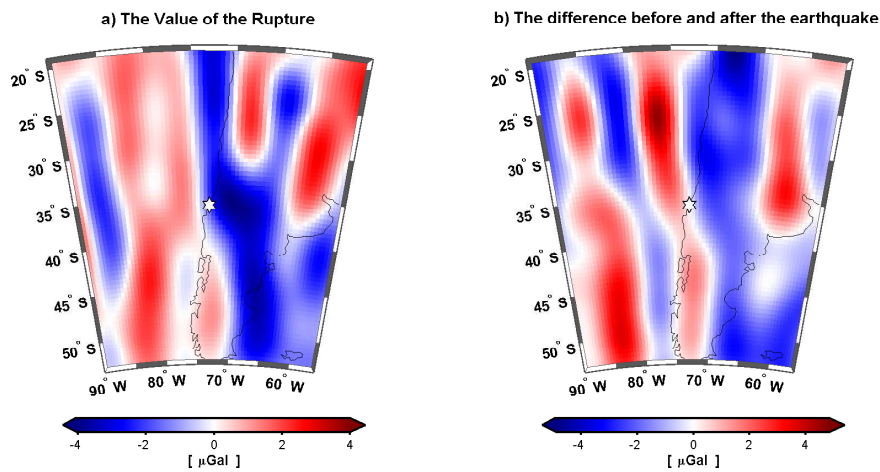 a) The Value of the Rupture
20° S
25° S
30° S
35° S
40° S
45° S
50° S
90° W
80° W
70° W
60° W
-4 -2 0 2 4
[ μGal ]
b) The difference before and after the earthquake
20° S
25° S
30° S
35° S
40° S
45° S
50° S
90° W
80° W
70° W
60° W
-4 -2 0 2 4
[ μGal ]